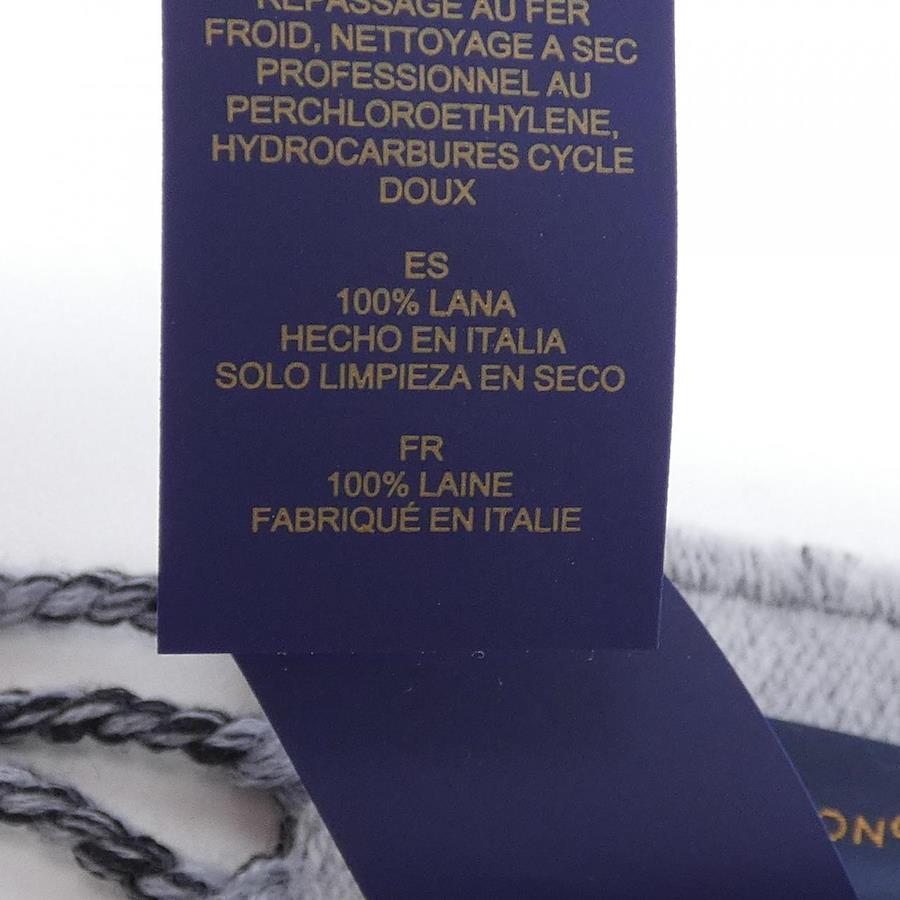 REPASSAGE AU FER
FROID, NETTOYAGE A SEC
PROFESSIONNEL AU
PERCHLOROETHYLENE,
HYDROCARBURES CYCLE
DOUX
ES
100% LANA
HECHO EN ITALIA
SOLO LIMPIEZA EN SECO
FR
100% LAINE
FABRIQUÉ EN ITALIE